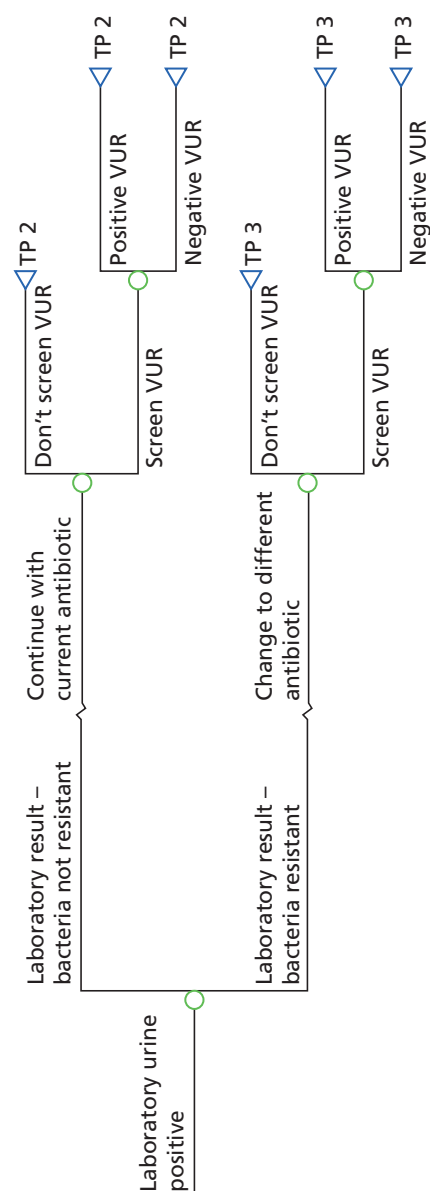 Laboratory urine
positive
Laboratory result –
bacteria not resistant
Continue with
current antibiotic
Don't screen VUR
TP 2
Screen VUR
Positive VUR
TP 2
Negative VUR
TP 2
Laboratory result –
bacteria resistant
Change to different
antibiotic
Don't screen VUR
TP 3
Screen VUR
Positive VUR
TP 3
Negative VUR
TP 3